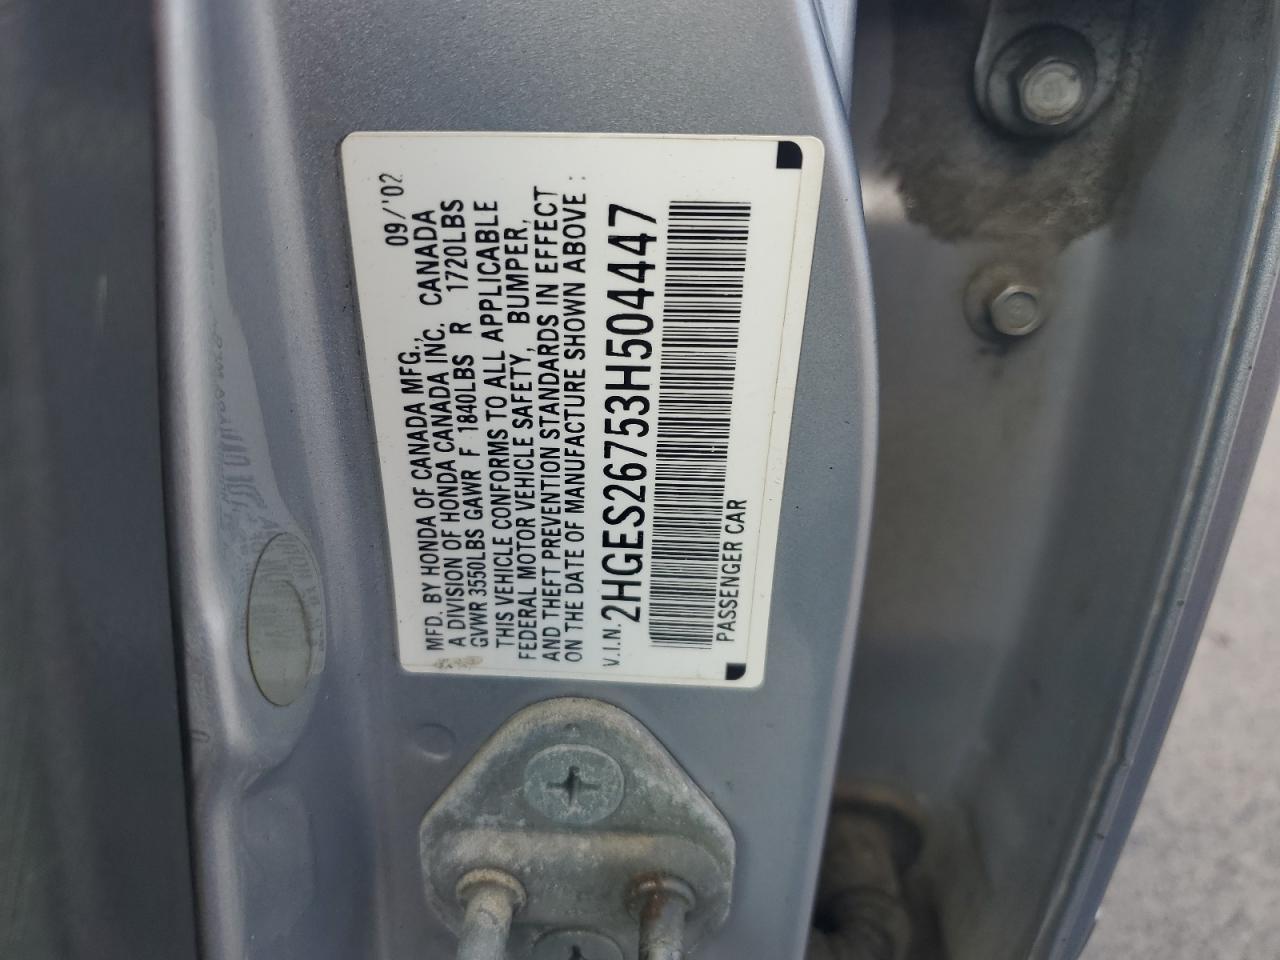 09/'02
MFD. BY HONDA OF CANADA MFG., CANADA
A DIVISION OF HONDA CANADA INC.
GVWR 3550LBS GAWR F 1840LBS R 1720LBS
THIS VEHICLE CONFORMS TO ALL APPLICABLE
FEDERAL MOTOR VEHICLE SAFETY, BUMPER,
AND THEFT PREVENTION STANDARDS IN EFFECT
ON THE DATE OF MANUFACTURE SHOWN ABOVE :
V.I.N. 2HGES26753H504447
PASSENGER CAR